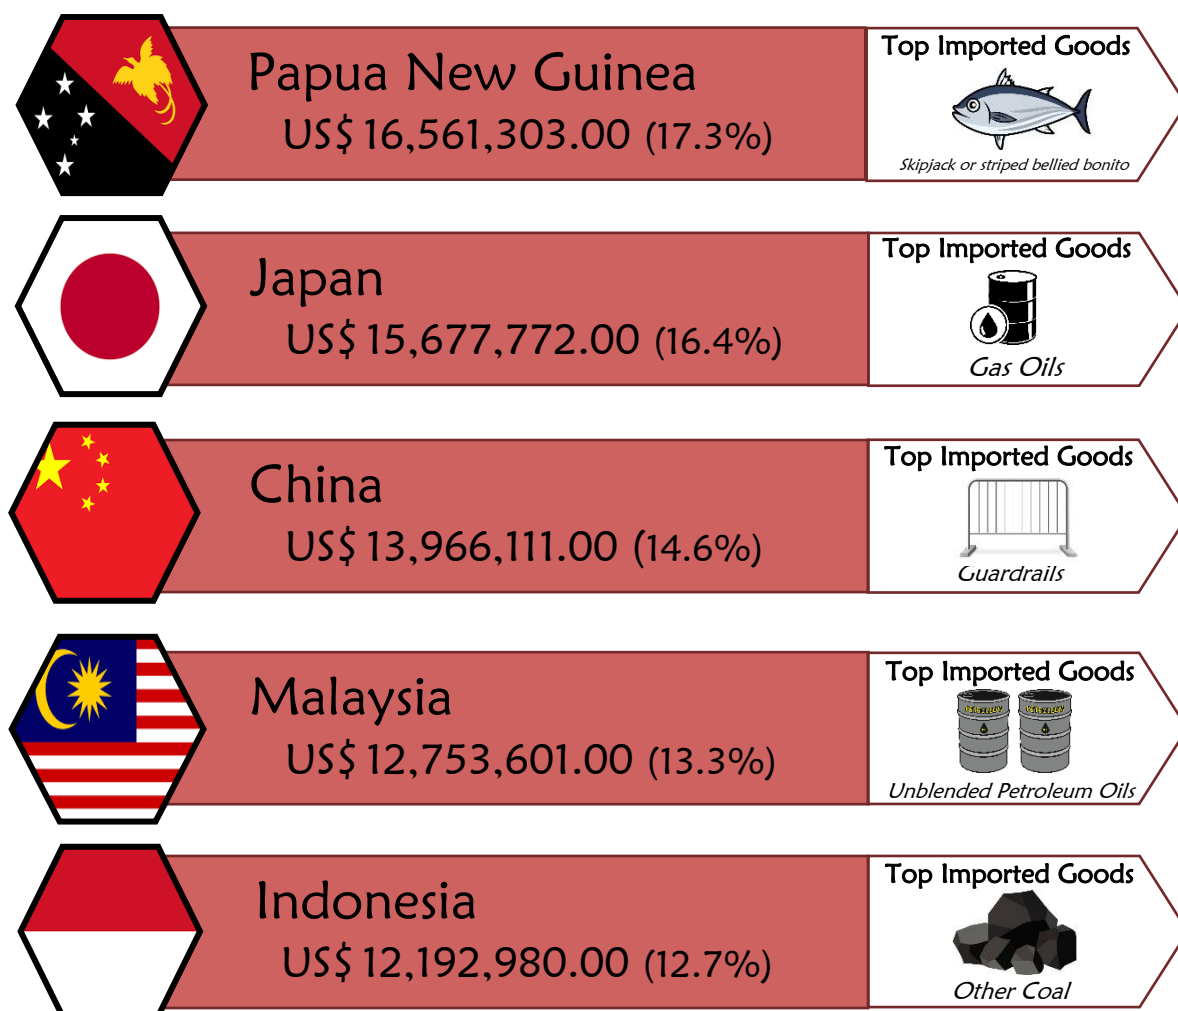 Papua New Guinea
US$ 16,561,303.00 (17.3%)
Top Imported Goods
Skipjack or striped bellied bonito
Japan
US$ 15,677,772.00 (16.4%)
Top Imported Goods
Gas Oils
China
US$ 13,966,111.00 (14.6%)
Top Imported Goods
Guardrails
Malaysia
US$ 12,753,601.00 (13.3%)
Top Imported Goods
Unblended Petroleum Oils
Indonesia
US$ 12,192,980.00 (12.7%)
Top Imported Goods
Other Coal